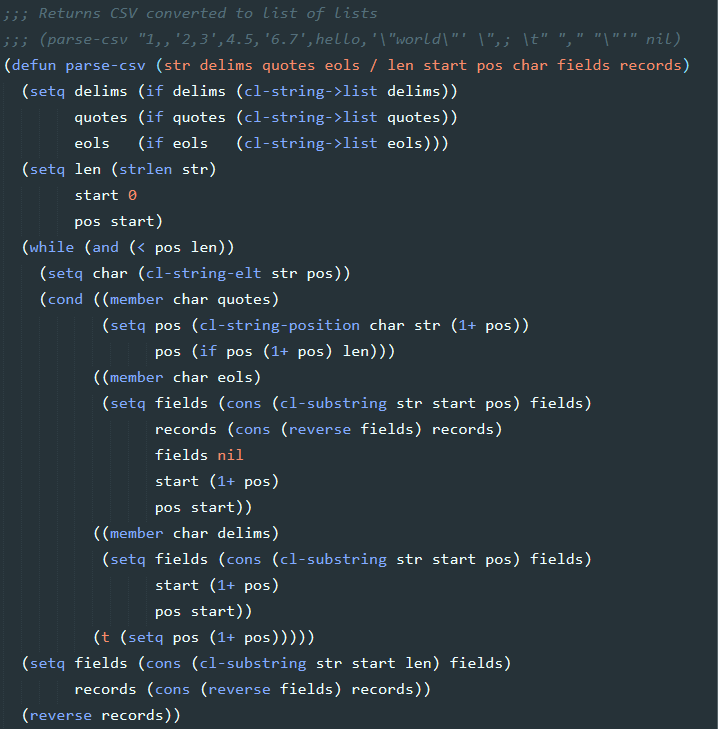 ;;; Returns CSV converted to list of lists
;;; (parse-csv "1,,'2,3',4.5,'6.7',hello,'\"world\"' \",; \t" "," "\"'" nil)
(defun parse-csv (str delims quotes eols / len start pos char fields records)
  (setq delims (if delims (cl-string->list delims))
        quotes (if quotes (cl-string->list quotes))
        eols   (if eols   (cl-string->list eols)))
  (setq len (strlen str)
        start 0
        pos start)
  (while (and (< pos len))
    (setq char (cl-string-elt str pos))
    (cond ((member char quotes)
           (setq pos (cl-string-position char str (1+ pos))
                 pos (if pos (1+ pos) len)))
          ((member char eols)
           (setq fields (cons (cl-substring str start pos) fields)
                 records (cons (reverse fields) records)
                 fields nil
                 start (1+ pos)
                 pos start))
          ((member char delims)
           (setq fields (cons (cl-substring str start pos) fields)
                 start (1+ pos)
                 pos start))
          (t (setq pos (1+ pos)))))
  (setq fields (cons (cl-substring str start len) fields)
        records (cons (reverse fields) records))
  (reverse records))